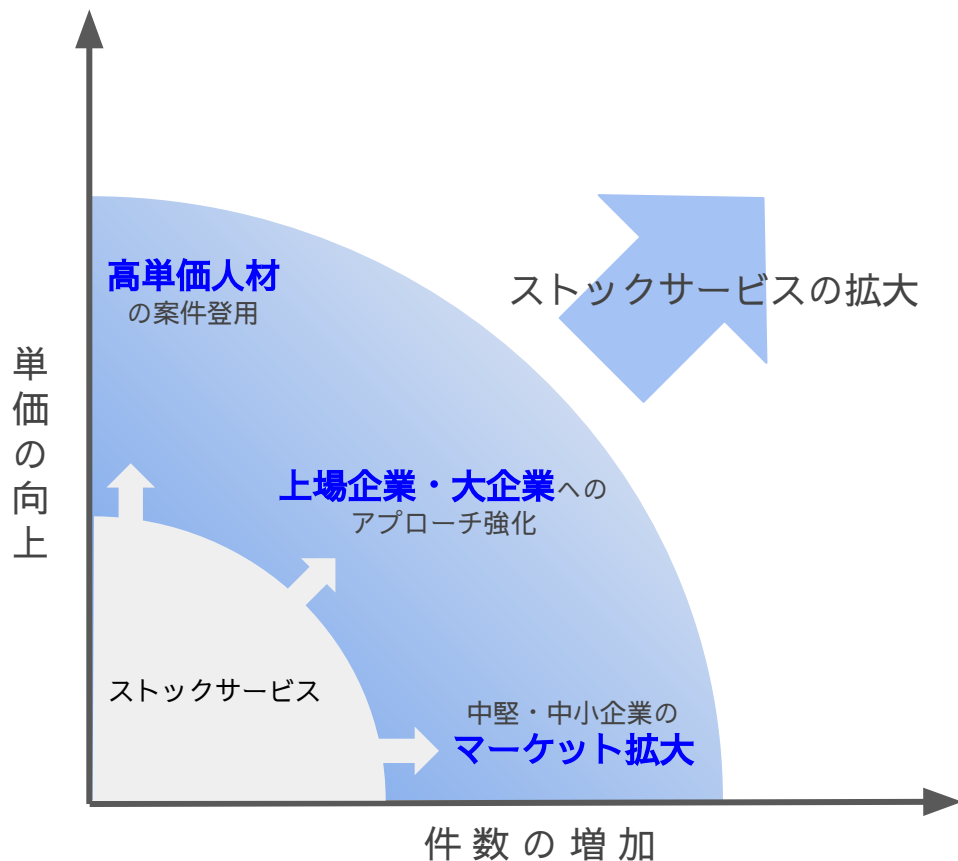 高単価人材
の案件登用
ストックサービスの拡大
単価の向上
上場企業・大企業への
アプローチ強化
ストックサービス
中堅・中小企業の
マーケット拡大
件数の増加